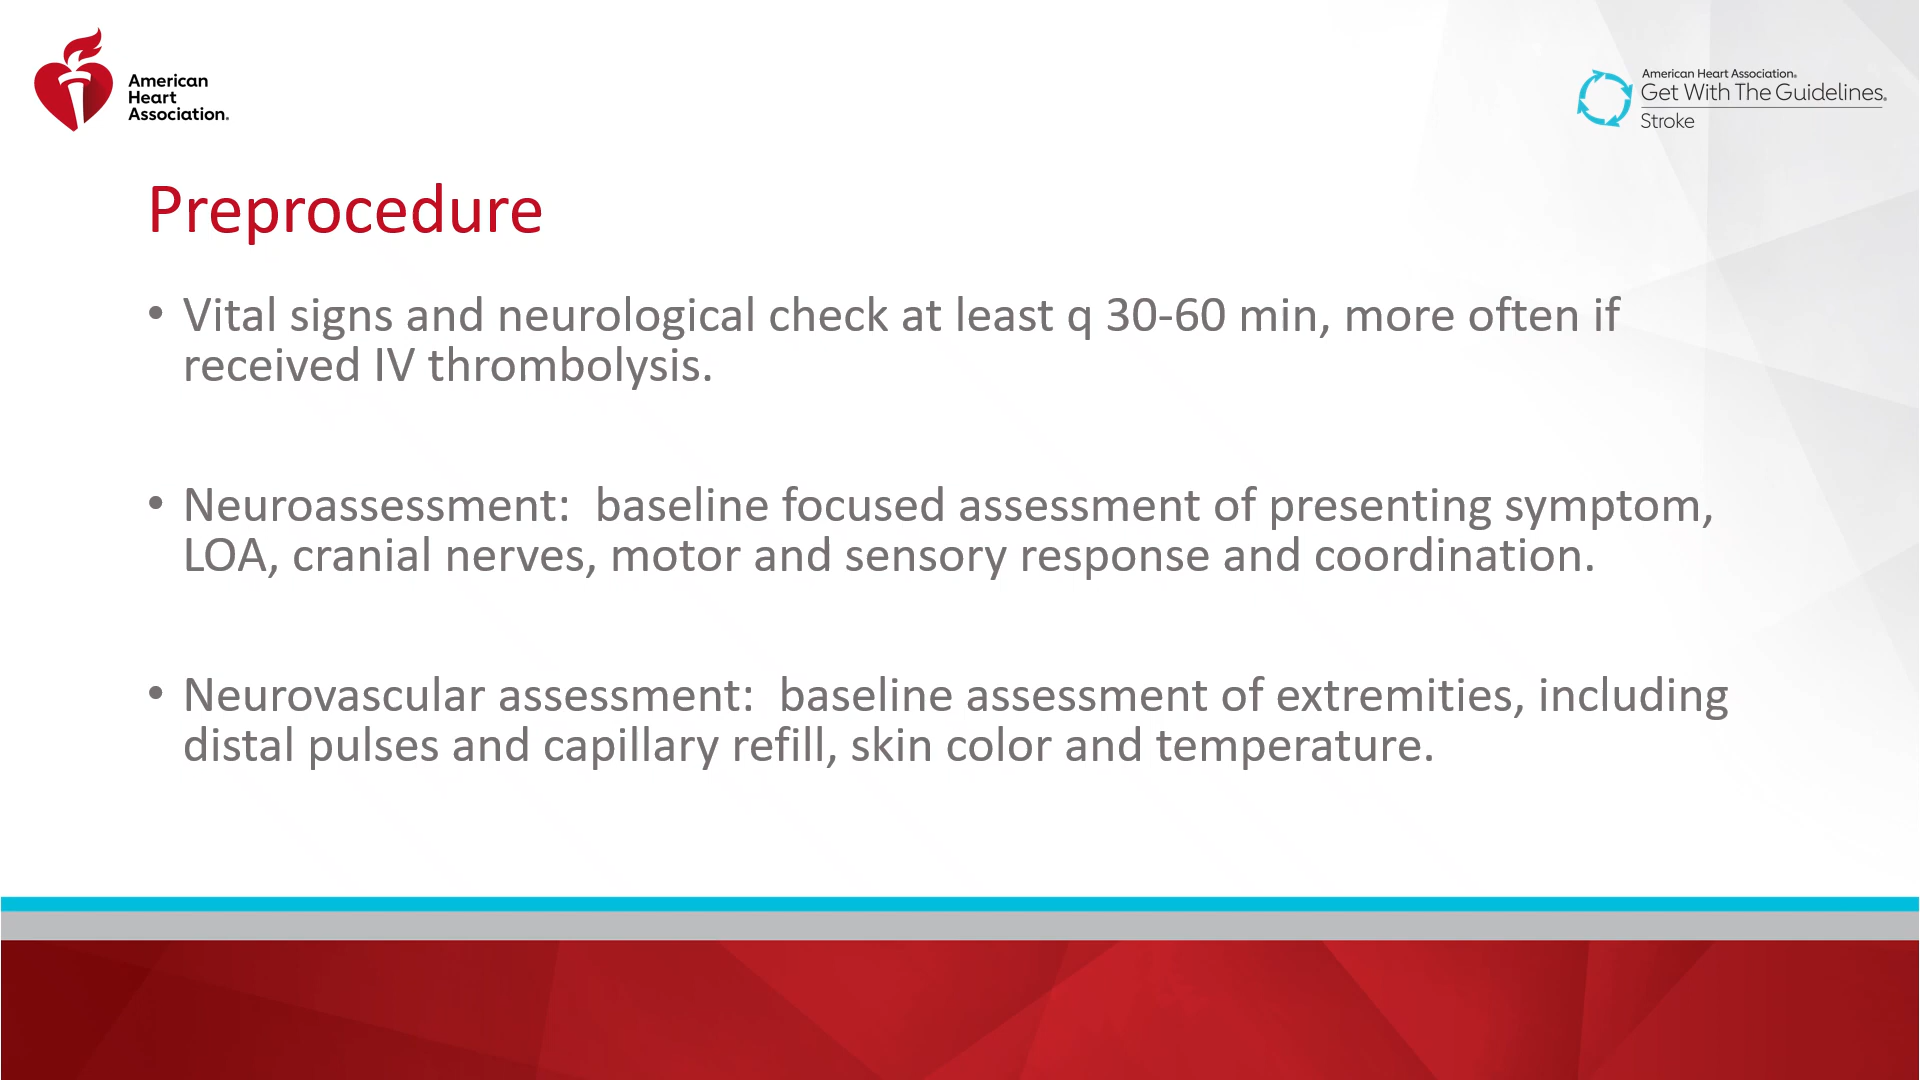 American
Heart
Association.
American Heart Association.
Get With The Guidelines.
Stroke
Preprocedure
• Vital signs and neurological check at least q 30-60 min, more often if
received IV thrombolysis.
• Neuroassessment:  baseline focused assessment of presenting symptom,
LOA, cranial nerves, motor and sensory response and coordination.
• Neurovascular assessment:  baseline assessment of extremities, including
distal pulses and capillary refill, skin color and temperature.